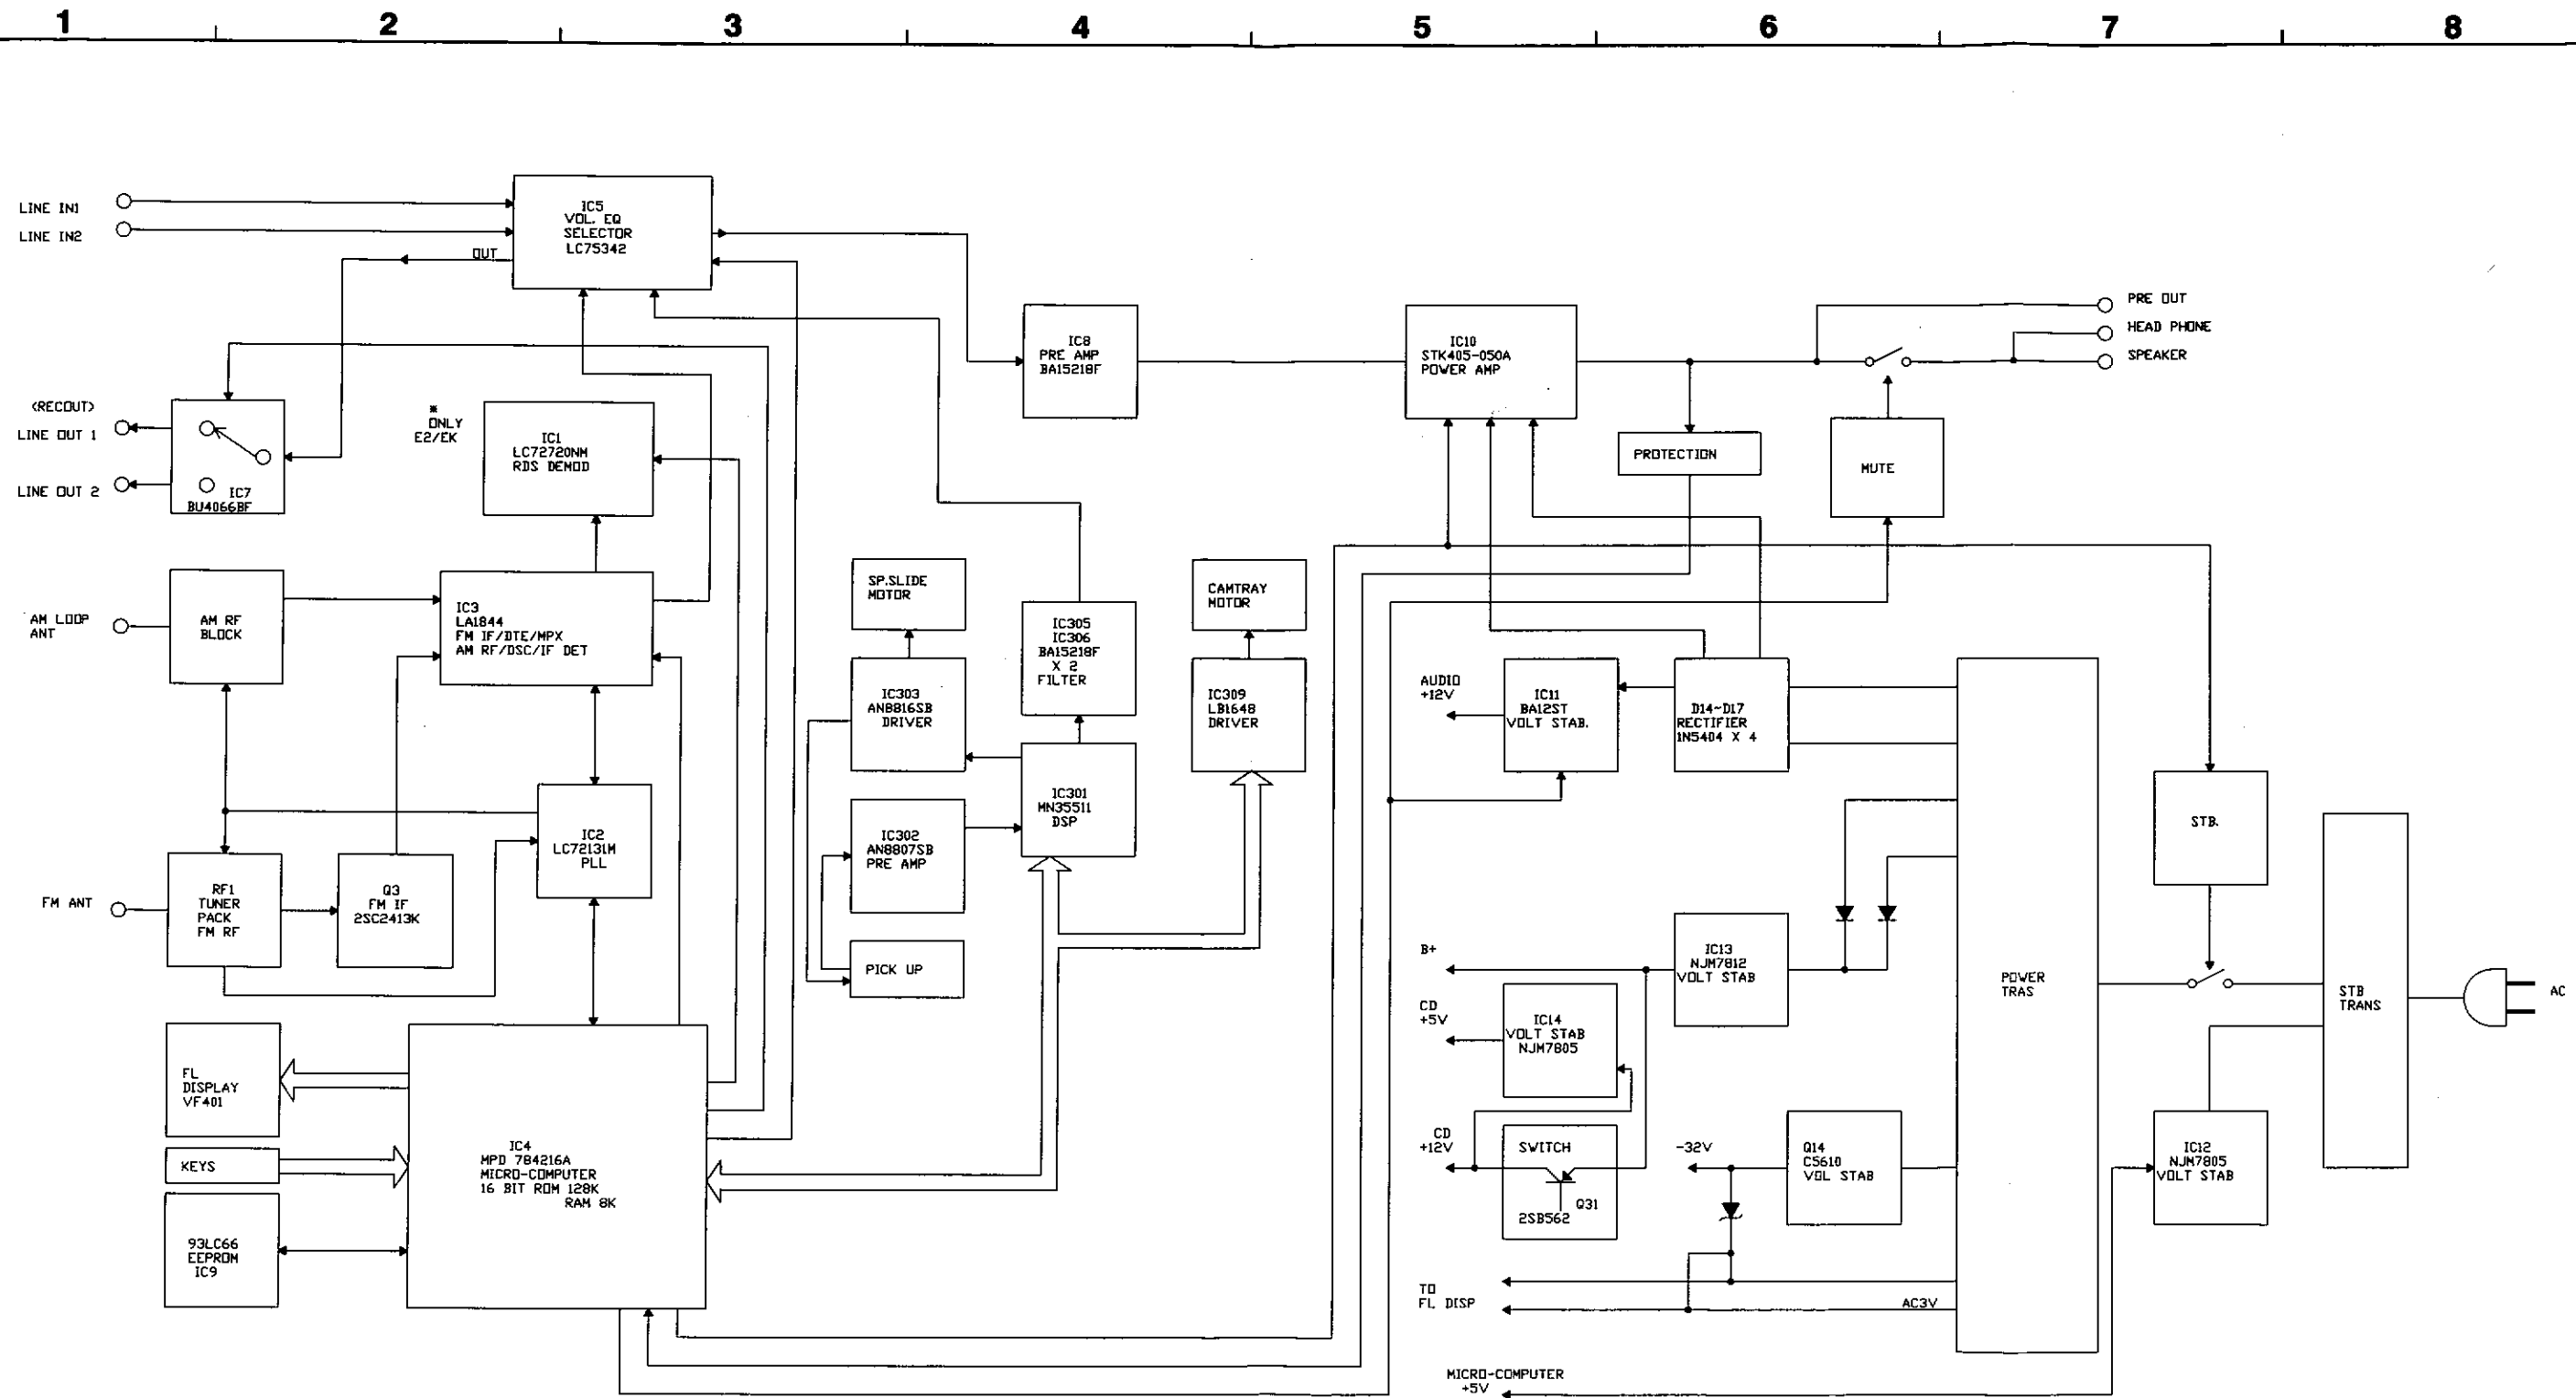 1 2 3 4 5 6 7 8
LINE IN1
LINE IN2
OUT
IC5
VOL. EQ
SELECTOR
LC75342
IC8
PRE AMP
BA15218F
IC10
STK405-050A
POWER AMP
PRE OUT
HEAD PHONE
SPEAKER
PROTECTION
MUTE
<RECOUT>
LINE OUT 1
LINE OUT 2
IC7
BU4066BF
*
ONLY
E2/EK
IC1
LC72720NM
RDS DEMOD
AM LOOP
ANT
AM RF
BLOCK
IC3
LA1844
FM IF/DTE/MPX
AM RF/OSC/IF DET
SP.SLIDE
MOTOR
IC303
AN8816SB
DRIVER
IC305
IC306
BA15218F
X 2
FILTER
CAMTRAY
MOTOR
IC309
LB1648
DRIVER
IC301
MN35511
DSP
IC302
AN8807SB
PRE AMP
PICK UP
IC2
LC72131M
PLL
FM ANT
RF1
TUNER
PACK
FM RF
Q3
FM IF
2SC2413K
FL
DISPLAY
VF401
KEYS
93LC66
EEPROM
IC9
IC4
MPD 784216A
MICRO-COMPUTER
16 BIT ROM 128K
RAM 8K
AUDIO
+12V
IC11
BA12ST
VOLT STAB.
D14~D17
RECTIFIER
1N5404 X 4
B+
IC13
NJM7812
VOLT STAB
CD
+5V
IC14
VOLT STAB
NJM7805
CD
+12V
SWITCH
Q31
2SB562
-32V
Q14
C5610
VOL STAB
TO
FL DISP
AC3V
MICRO-COMPUTER
+5V
POWER
TRAS
STB.
IC12
NJM7805
VOLT STAB
STB
TRANS
AC